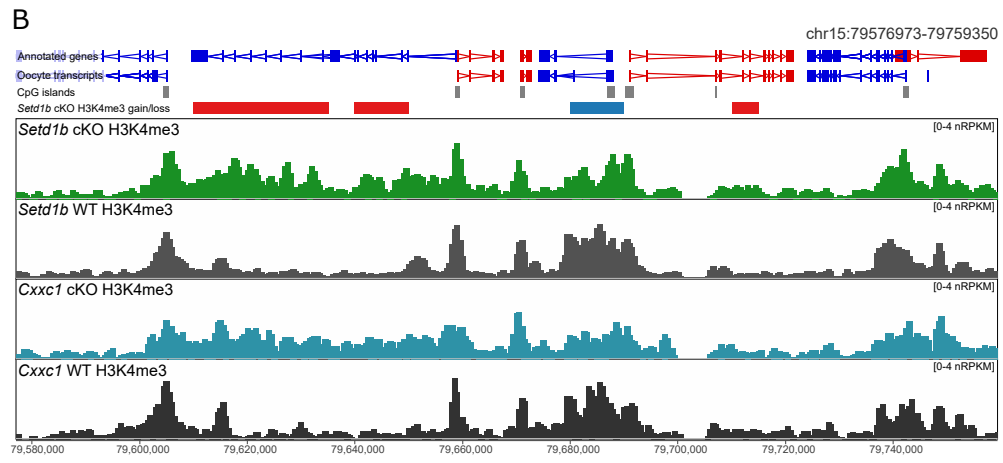 B
chr15:79576973-79759350
Annotated genes
Oocyte transcripts
CpG islands
Setd1b cKO H3K4me3 gain/loss
Setd1b cKO H3K4me3
[0-4 nRPKM]
Setd1b WT H3K4me3
[0-4 nRPKM]
Cxxc1 cKO H3K4me3
[0-4 nRPKM]
Cxxc1 WT H3K4me3
[0-4 nRPKM]
79,580,000 79,600,000 79,620,000 79,640,000 79,660,000 79,680,000 79,700,000 79,720,000 79,740,000